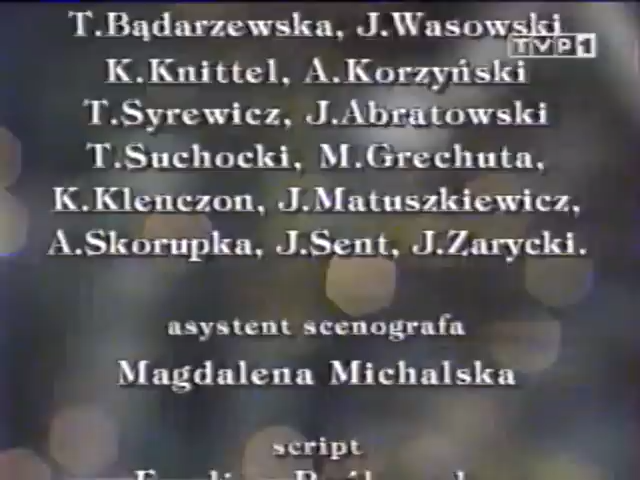 T.Bądarzewska, J.Wasowski
TVP1
K.Knittel, A.Korzyński
T.Syrewicz, J.Abratowski
T.Suchocki, M.Grechuta,
K.Klenczon, J.Matuszkiewicz,
A.Skorupka, J.Sent, J.Zarycki.
asystent scenografa
Magdalena Michalska
script